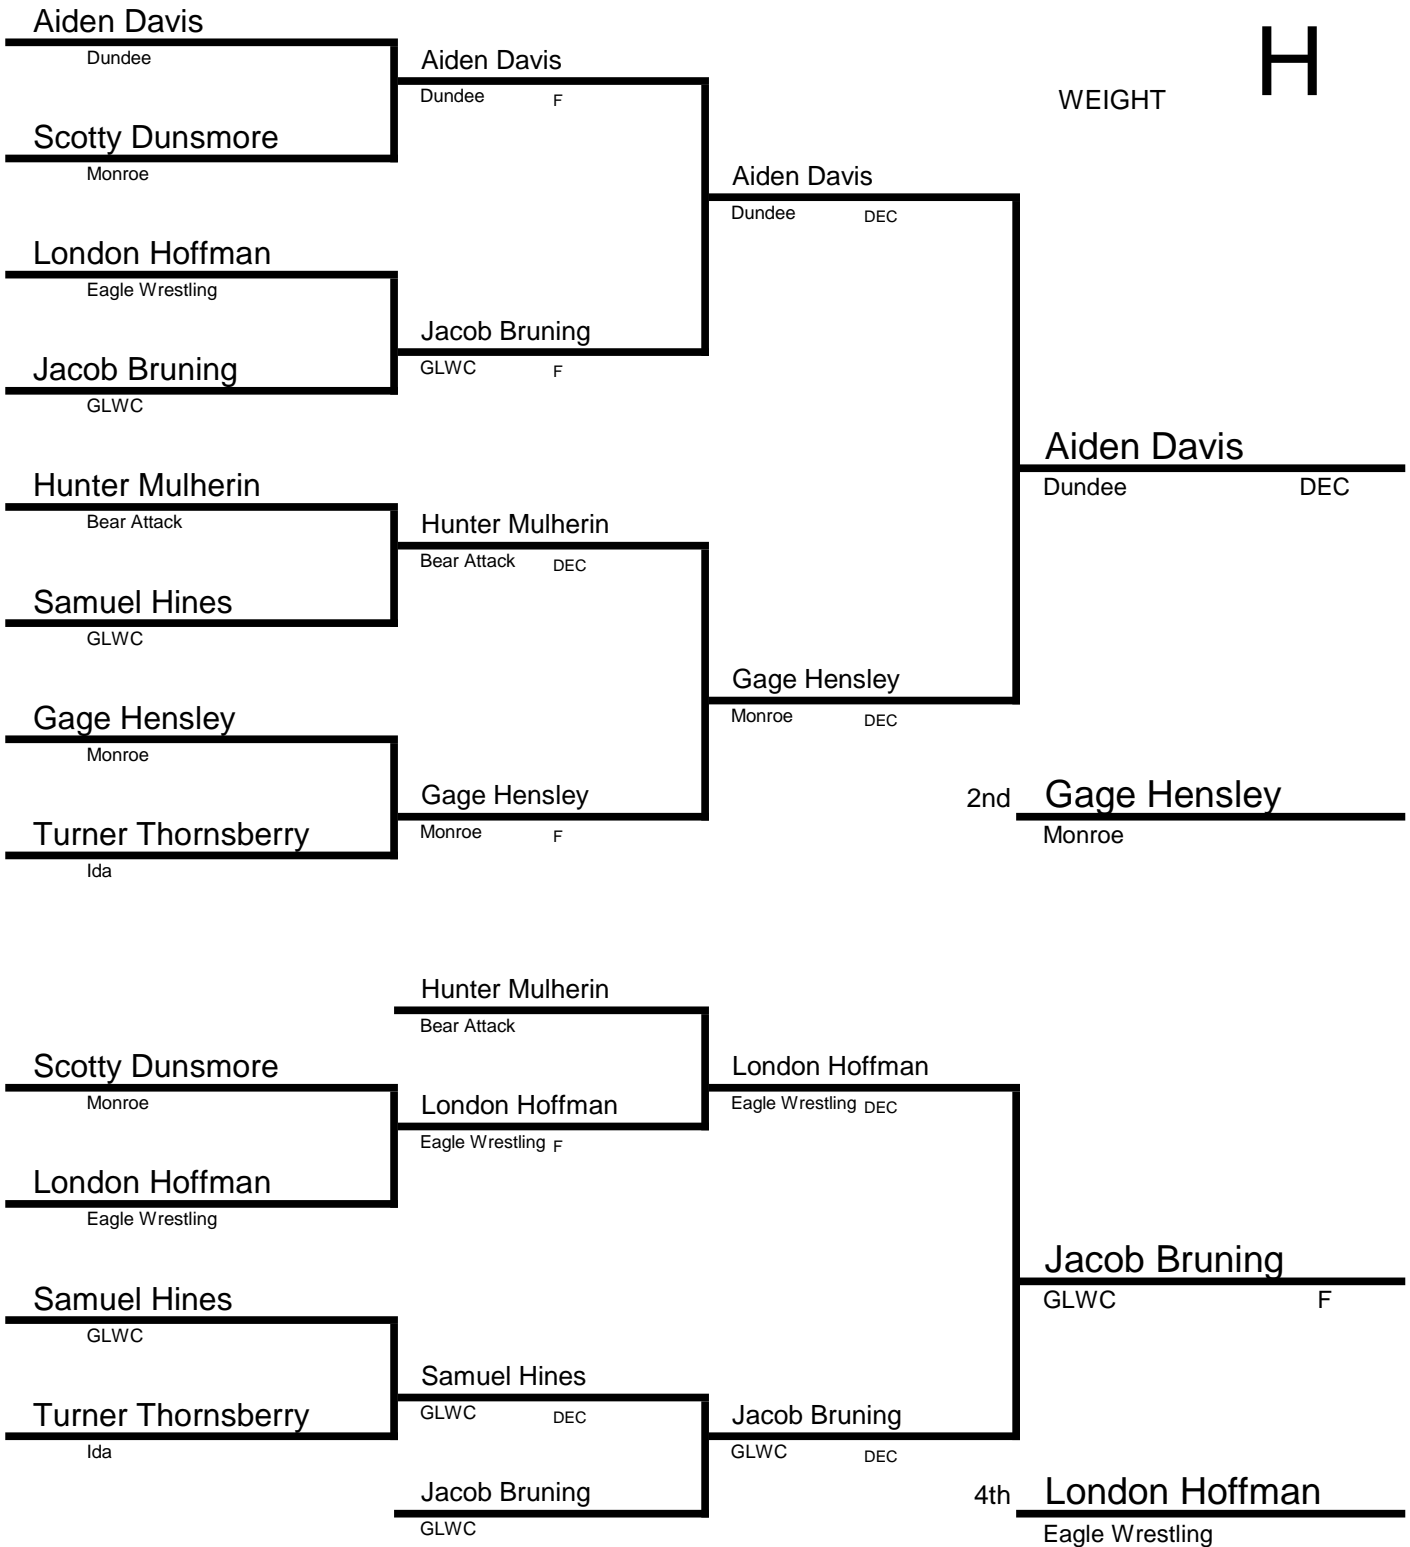 Aiden Davis
Dundee
Scotty Dunsmore
Monroe
London Hoffman
Eagle Wrestling
Jacob Bruning
GLWC
Hunter Mulherin
Bear Attack
Samuel Hines
GLWC
Gage Hensley
Monroe
Turner Thornsberry
Ida
Aiden Davis
Dundee F
Jacob Bruning
GLWC F
Hunter Mulherin
Bear Attack DEC
Gage Hensley
Monroe F
Aiden Davis
Dundee DEC
Gage Hensley
Monroe DEC
WEIGHT H
Aiden Davis
Dundee DEC
2nd Gage Hensley
Monroe
Scotty Dunsmore
Monroe
London Hoffman
Eagle Wrestling
Samuel Hines
GLWC
Turner Thornsberry
Ida
Hunter Mulherin
Bear Attack
London Hoffman
Eagle Wrestling F
Samuel Hines
GLWC DEC
Jacob Bruning
GLWC
London Hoffman
Eagle Wrestling DEC
Jacob Bruning
GLWC DEC
Jacob Bruning
GLWC F
4th London Hoffman
Eagle Wrestling